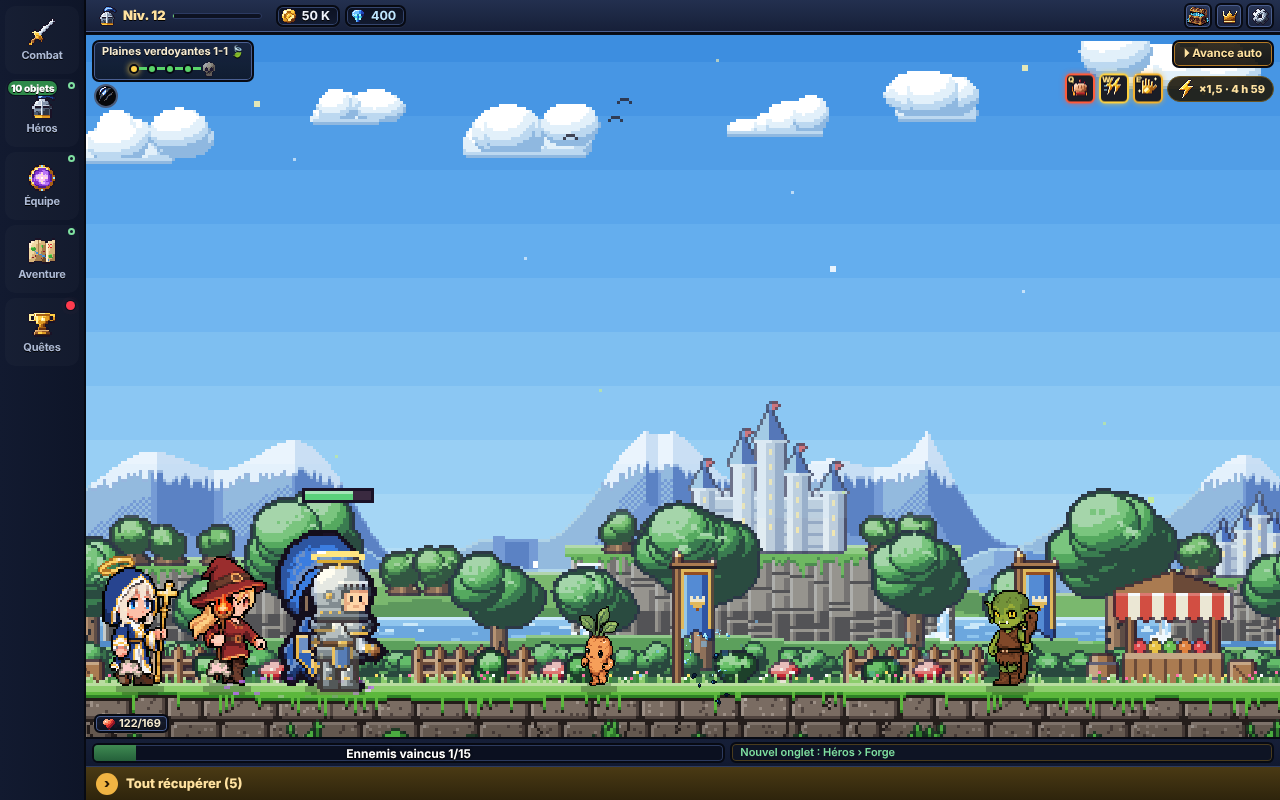 Combat
10 objets
Héros
Équipe
Aventure
Quêtes
Niv. 12
50 K
400
Plaines verdoyantes 1-1
Avance auto
Q
W
E
×1,5 · 4 h 59
122/169
Ennemis vaincus 1/15
Nouvel onglet : Héros › Forge
Tout récupérer (5)